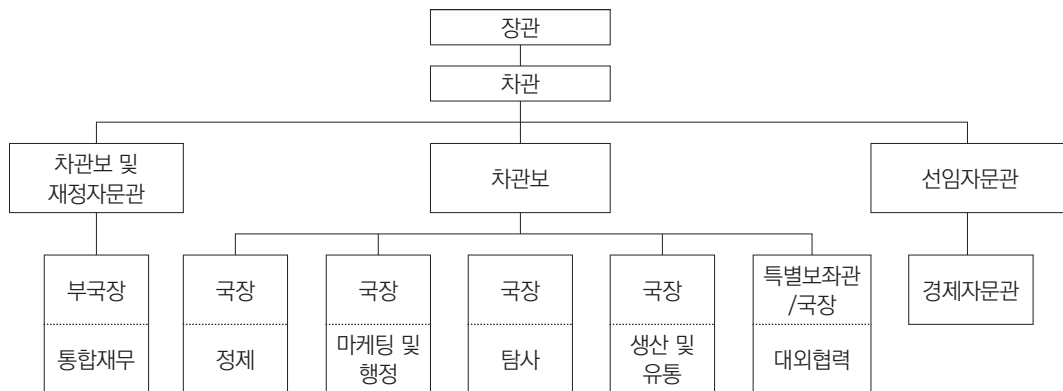 장관
차관
차관보 및
재정자문관
차관보
선임자문관
부국장
통합재무
국장
정제
국장
마케팅 및
행정
국장
탐사
국장
생산 및
유통
특별보좌관
/국장
대외협력
경제자문관